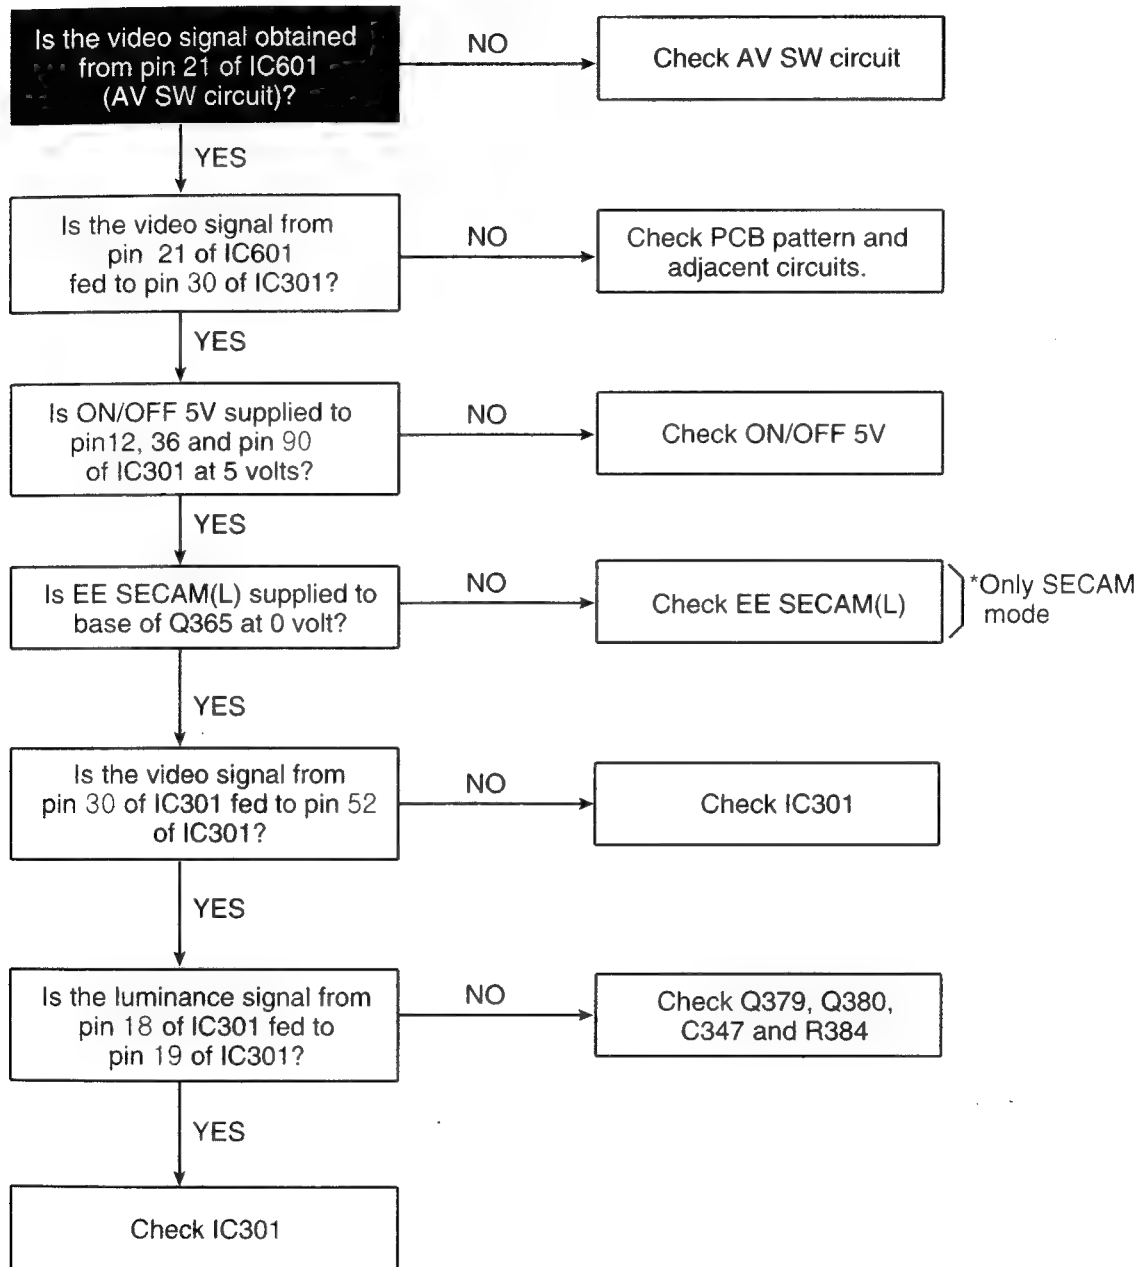 Is the video signal obtained
from pin 21 of IC601
(AV SW circuit)?
NO
Check AV SW circuit
YES
Is the video signal from
pin 21 of IC601
fed to pin 30 of IC301?
NO
Check PCB pattern and
adjacent circuits.
YES
Is ON/OFF 5V supplied to
pin12, 36 and pin 90
of IC301 at 5 volts?
NO
Check ON/OFF 5V
YES
Is EE SECAM(L) supplied to
base of Q365 at 0 volt?
NO
Check EE SECAM(L)
*Only SECAM
mode
YES
Is the video signal from
pin 30 of IC301 fed to pin 52
of IC301?
NO
Check IC301
YES
Is the luminance signal from
pin 18 of IC301 fed to
pin 19 of IC301?
NO
Check Q379, Q380,
C347 and R384
YES
Check IC301